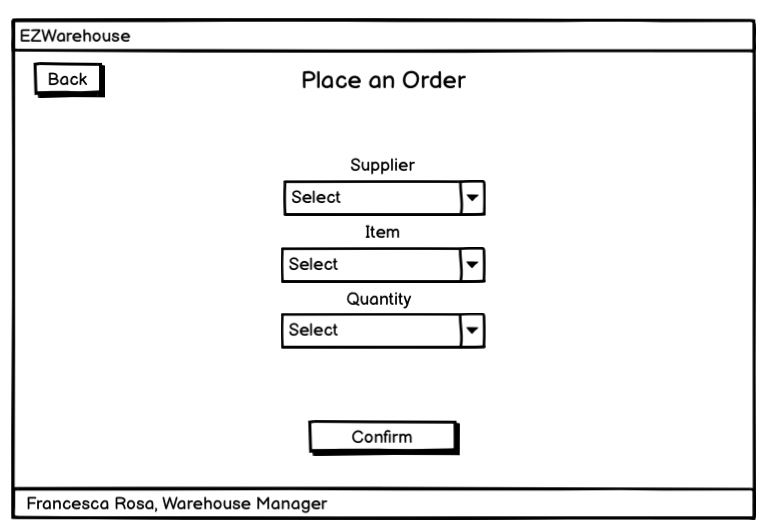 EZWarehouse
Back
Place an Order
Supplier
Select
Item
Select
Quantity
Select
Confirm
Francesca Rosa, Warehouse Manager